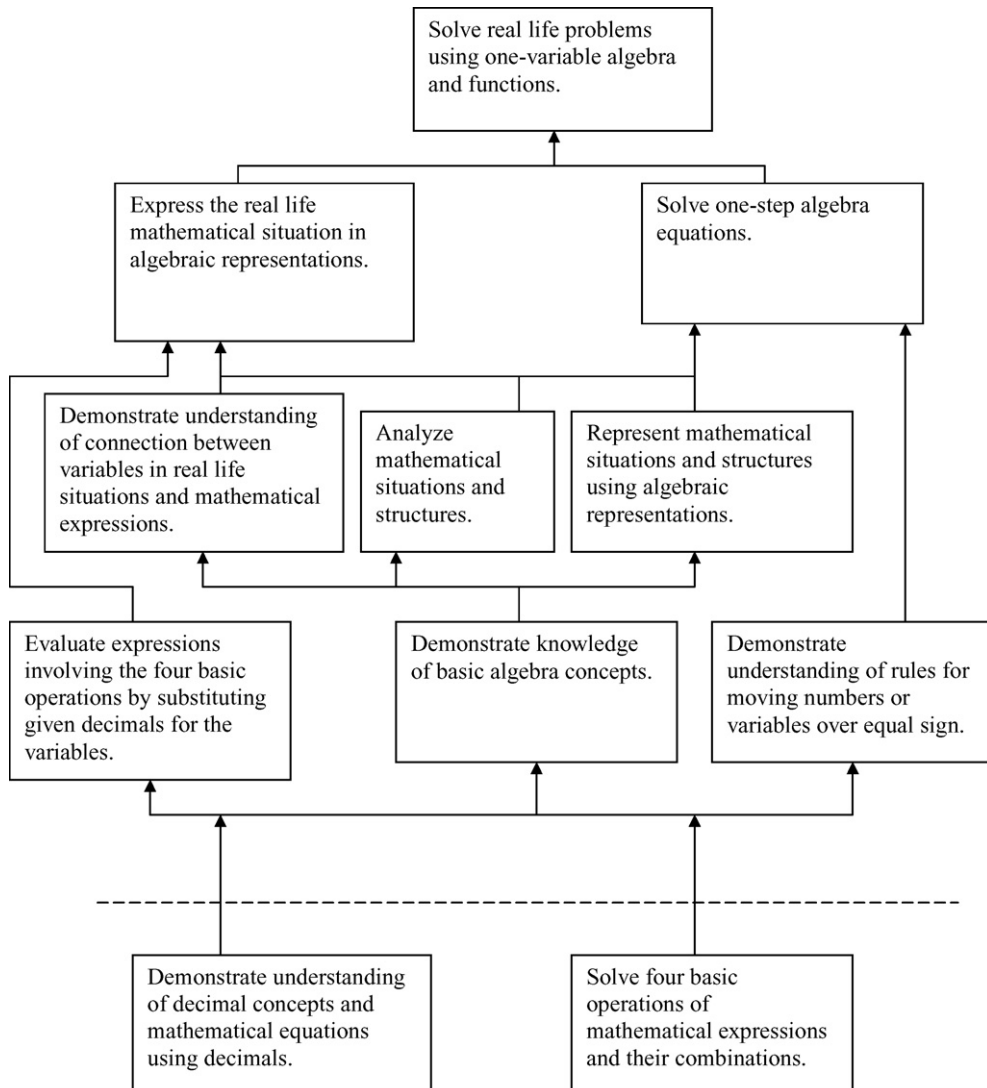 Solve real life problems
using one-variable algebra
and functions.
Express the real life
mathematical situation in
algebraic representations.
Solve one-step algebra
equations.
Demonstrate understanding
of connection between
variables in real life
situations and mathematical
expressions.
Analyze
mathematical
situations and
structures.
Represent mathematical
situations and structures
using algebraic
representations.
Evaluate expressions
involving the four basic
operations by substituting
given decimals for the
variables.
Demonstrate knowledge
of basic algebra concepts.
Demonstrate
understanding of rules for
moving numbers or
variables over equal sign.
Demonstrate understanding
of decimal concepts and
mathematical equations
using decimals.
Solve four basic
operations of
mathematical expressions
and their combinations.